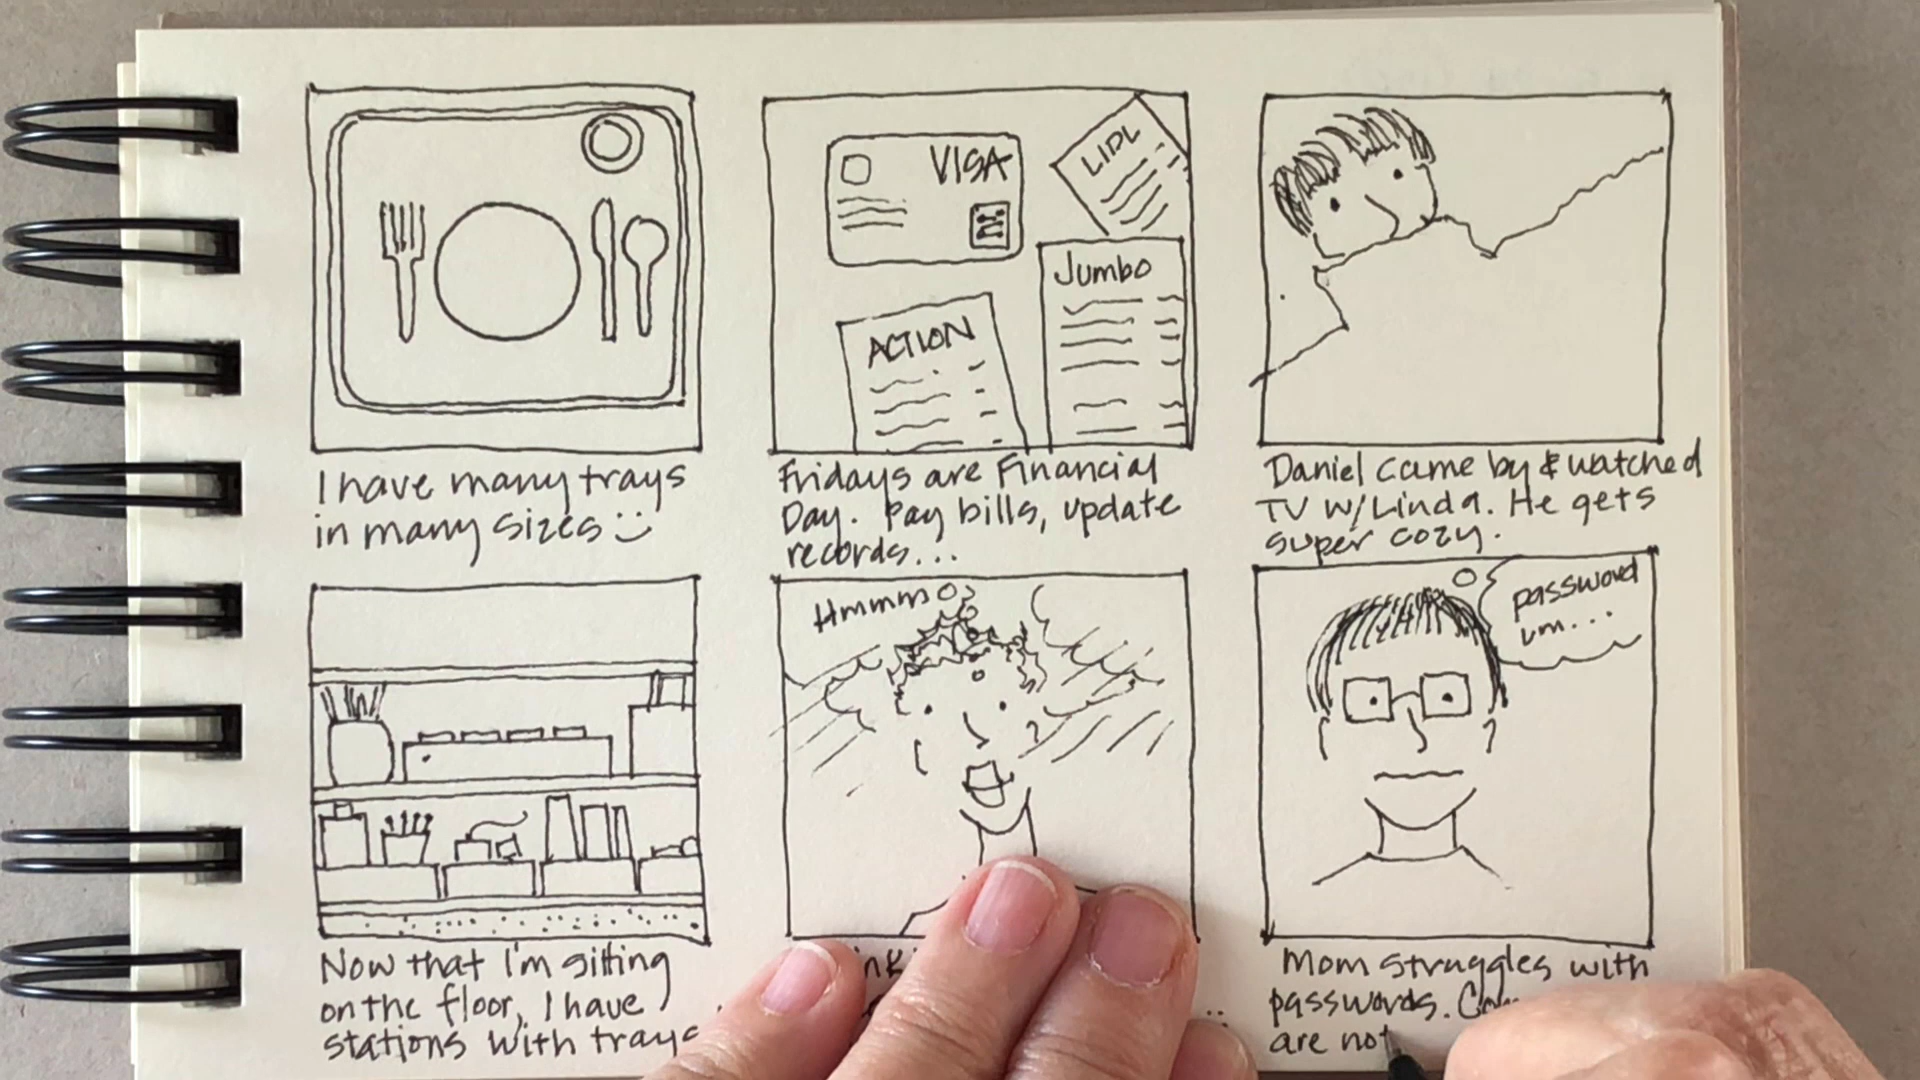 VISA
LIDL
Jumbo
ACTION
I have many trays
in many sizes
Fridays are Financial
Day. Pay bills, update
records...
Daniel came by & watched
TV w/Linda. He gets
super cozy.
Hmmmm
password
um...
Now that I'm sitting
on the floor, I have
stations with trays
Mom struggles with
passwords.
are not